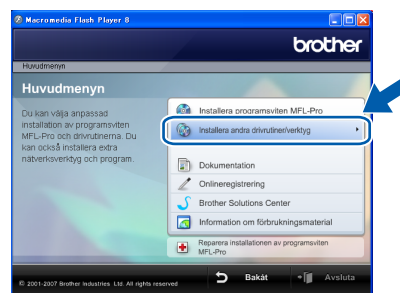 Macromedia Flash Player 8
brother
Huvudmenyn
Huvudmenyn
Du kan välja anpassad
installation av programsviten
MFL-Pro och drivrutinerna. Du
kan också installera extra
nätverksverktyg och program.
Installera programsviten MFL-Pro
Installera andra drivrutiner/verktyg
Dokumentation
Onlineregistrering
Brother Solutions Center
Information om förbrukningsmaterial
Reparera installationen av programsviten
MFL-Pro
© 2001-2007 Brother Industries Ltd. All rights reserved
Bakåt
Avsluta